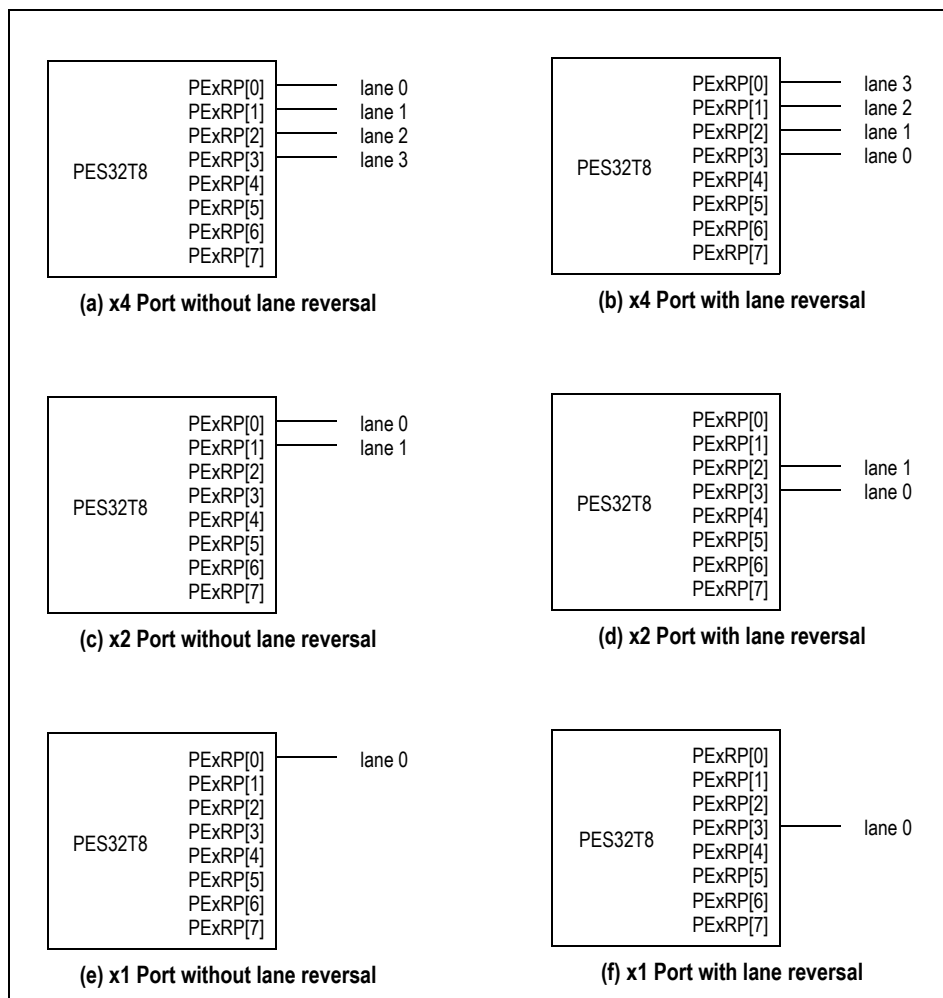 PES32T8
PExRP[0] lane 0
PExRP[1] lane 1
PExRP[2] lane 2
PExRP[3] lane 3
PExRP[4]
PExRP[5]
PExRP[6]
PExRP[7]
(a) x4 Port without lane reversal
PES32T8
PExRP[0] lane 3
PExRP[1] lane 2
PExRP[2] lane 1
PExRP[3] lane 0
PExRP[4]
PExRP[5]
PExRP[6]
PExRP[7]
(b) x4 Port with lane reversal
PES32T8
PExRP[0] lane 0
PExRP[1] lane 1
PExRP[2]
PExRP[3]
PExRP[4]
PExRP[5]
PExRP[6]
PExRP[7]
(c) x2 Port without lane reversal
PES32T8
PExRP[0]
PExRP[1]
PExRP[2] lane 1
PExRP[3] lane 0
PExRP[4]
PExRP[5]
PExRP[6]
PExRP[7]
(d) x2 Port with lane reversal
PES32T8
PExRP[0] lane 0
PExRP[1]
PExRP[2]
PExRP[3]
PExRP[4]
PExRP[5]
PExRP[6]
PExRP[7]
(e) x1 Port without lane reversal
PES32T8
PExRP[0]
PExRP[1]
PExRP[2]
PExRP[3] lane 0
PExRP[4]
PExRP[5]
PExRP[6]
PExRP[7]
(f) x1 Port with lane reversal